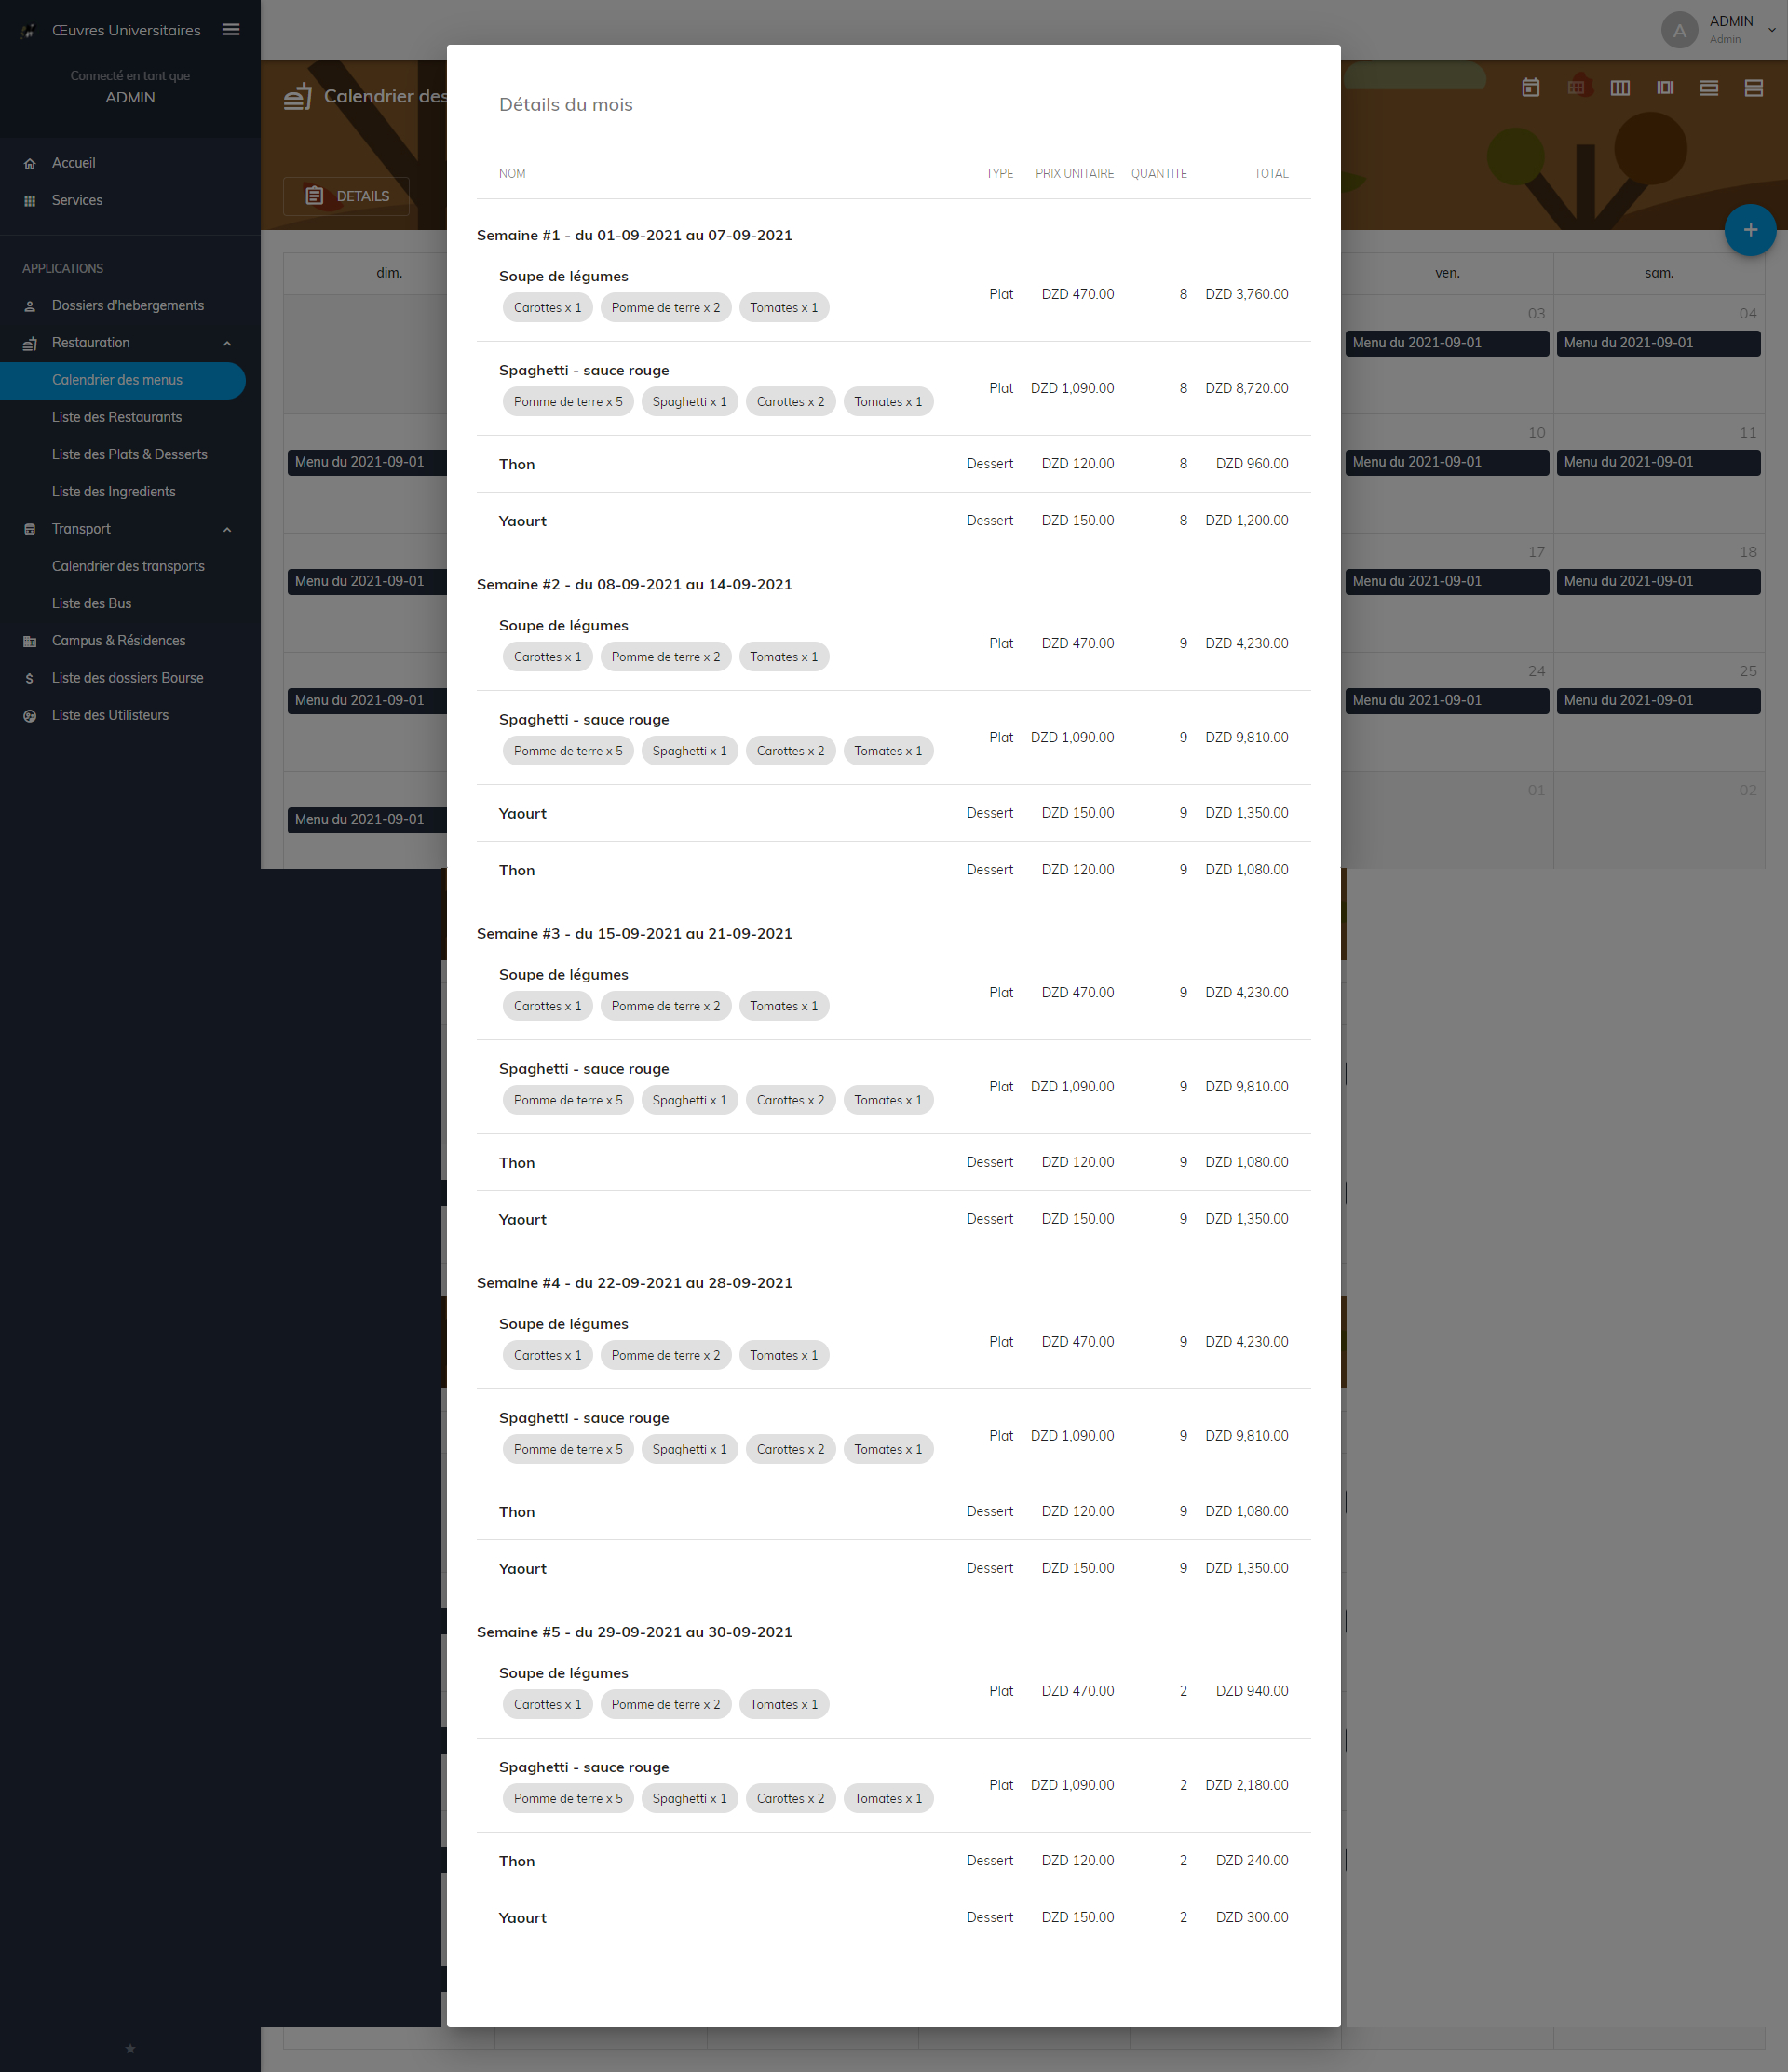 Œuvres Universitaires
Connecté en tant que
ADMIN
Accueil
Services
APPLICATIONS
Dossiers d'hebergements
Restauration
Calendrier des menus
Liste des Restaurants
Liste des Plats & Desserts
Liste des Ingredients
Transport
Calendrier des transports
Liste des Bus
Campus & Résidences
Liste des dossiers Bourse
Liste des Utilisteurs
A
ADMIN
Admin
Calendrier des
DETAILS
dim.
ven.
sam.
03
04
Menu du 2021-09-01
Menu du 2021-09-01
10
11
Menu du 2021-09-01
Menu du 2021-09-01
Menu du 2021-09-01
17
18
Menu du 2021-09-01
Menu du 2021-09-01
Menu du 2021-09-01
24
25
Menu du 2021-09-01
Menu du 2021-09-01
Menu du 2021-09-01
01
02
Menu du 2021-09-01
Détails du mois
NOM TYPE PRIX UNITAIRE QUANTITE TOTAL
Semaine #1 - du 01-09-2021 au 07-09-2021
Soupe de légumes
Plat DZD 470.00 8 DZD 3,760.00
Carottes x 1 Pomme de terre x 2 Tomates x 1
Spaghetti - sauce rouge
Plat DZD 1,090.00 8 DZD 8,720.00
Pomme de terre x 5 Spaghetti x 1 Carottes x 2 Tomates x 1
Thon Dessert DZD 120.00 8 DZD 960.00
Yaourt Dessert DZD 150.00 8 DZD 1,200.00
Semaine #2 - du 08-09-2021 au 14-09-2021
Soupe de légumes
Plat DZD 470.00 9 DZD 4,230.00
Carottes x 1 Pomme de terre x 2 Tomates x 1
Spaghetti - sauce rouge
Plat DZD 1,090.00 9 DZD 9,810.00
Pomme de terre x 5 Spaghetti x 1 Carottes x 2 Tomates x 1
Yaourt Dessert DZD 150.00 9 DZD 1,350.00
Thon Dessert DZD 120.00 9 DZD 1,080.00
Semaine #3 - du 15-09-2021 au 21-09-2021
Soupe de légumes
Plat DZD 470.00 9 DZD 4,230.00
Carottes x 1 Pomme de terre x 2 Tomates x 1
Spaghetti - sauce rouge
Plat DZD 1,090.00 9 DZD 9,810.00
Pomme de terre x 5 Spaghetti x 1 Carottes x 2 Tomates x 1
Thon Dessert DZD 120.00 9 DZD 1,080.00
Yaourt Dessert DZD 150.00 9 DZD 1,350.00
Semaine #4 - du 22-09-2021 au 28-09-2021
Soupe de légumes
Plat DZD 470.00 9 DZD 4,230.00
Carottes x 1 Pomme de terre x 2 Tomates x 1
Spaghetti - sauce rouge
Plat DZD 1,090.00 9 DZD 9,810.00
Pomme de terre x 5 Spaghetti x 1 Carottes x 2 Tomates x 1
Thon Dessert DZD 120.00 9 DZD 1,080.00
Yaourt Dessert DZD 150.00 9 DZD 1,350.00
Semaine #5 - du 29-09-2021 au 30-09-2021
Soupe de légumes
Plat DZD 470.00 2 DZD 940.00
Carottes x 1 Pomme de terre x 2 Tomates x 1
Spaghetti - sauce rouge
Plat DZD 1,090.00 2 DZD 2,180.00
Pomme de terre x 5 Spaghetti x 1 Carottes x 2 Tomates x 1
Thon Dessert DZD 120.00 2 DZD 240.00
Yaourt Dessert DZD 150.00 2 DZD 300.00